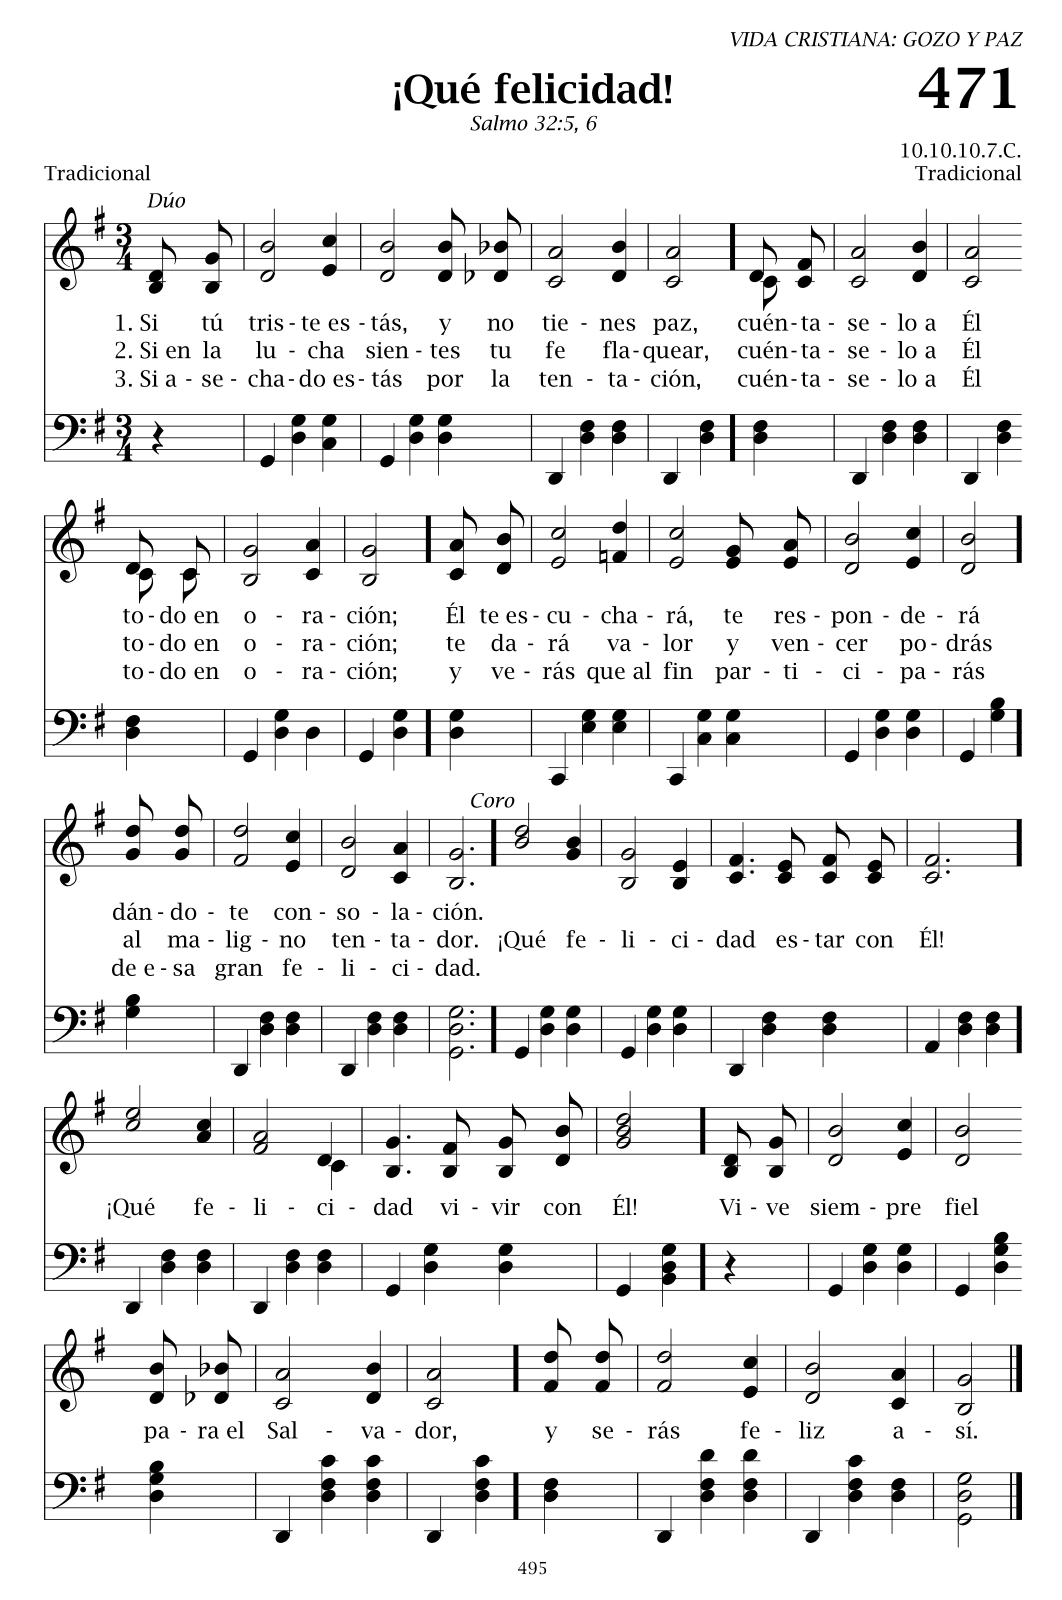 VIDA CRISTIANA: GOZO Y PAZ
¡Qué felicidad!
471
Salmo 32:5, 6
10.10.10.7.C.
Tradicional
Tradicional
Dúo
1. Si tú tris - te es - tás, y no tie - nes paz, cuén - ta - se - lo a Él
2. Si en la lu - cha sien - tes tu fe fla - quear, cuén - ta - se - lo a Él
3. Si a - se - cha - do es - tás por la ten - ta - ción, cuén - ta - se - lo a Él
to - do en o - ra - ción; Él te es - cu - cha - rá, te res - pon - de - rá
to - do en o - ra - ción; te da - rá va - lor y ven - cer po - drás
to - do en o - ra - ción; y ve - rás que al fin par - ti - ci - pa - rás
Coro
dán - do - te con - so - la - ción.
al ma - lig - no ten - ta - dor. ¡Qué fe - li - ci - dad es - tar con Él!
de e - sa gran fe - li - ci - dad.
¡Qué fe - li - ci - dad vi - vir con Él! Vi - ve siem - pre fiel
pa - ra el Sal - va - dor, y se - rás fe - liz a - sí.
495